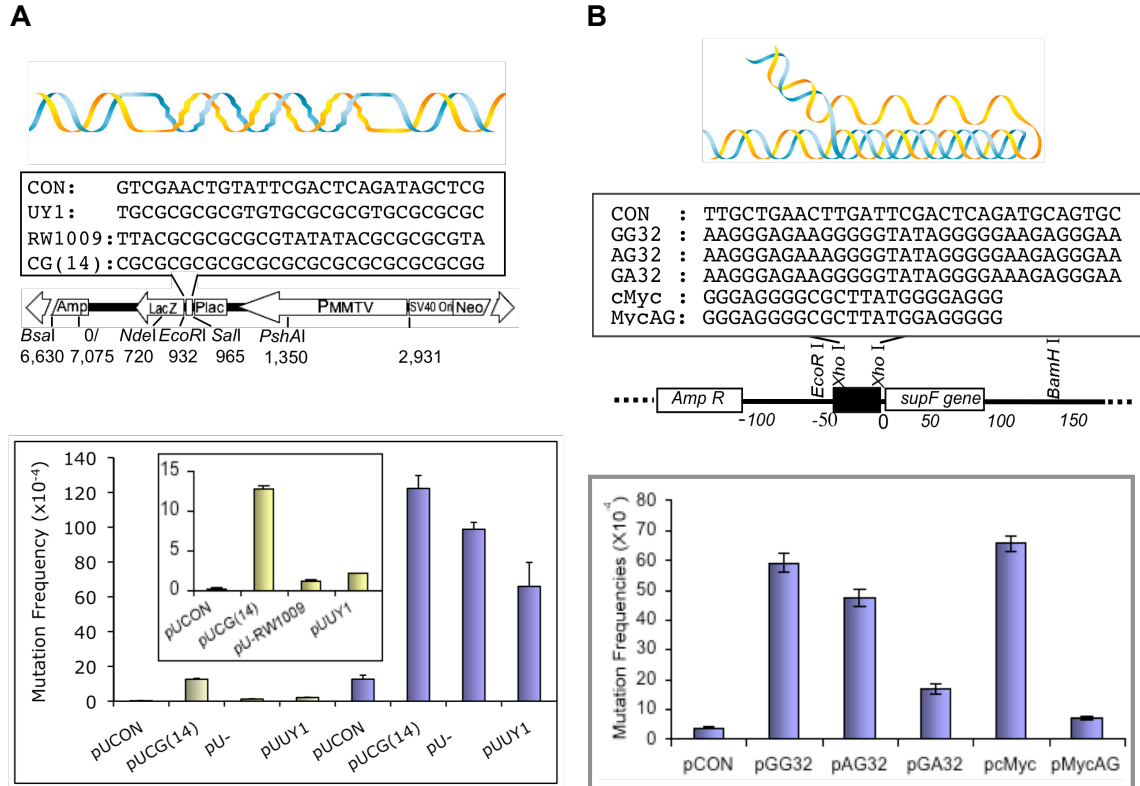 A
CON: GTCGAACTGTATTCGACTCAGATAGCTCG
UY1: TGCGCGCGCGTGTGCGCGCGTGCGCGCGC
RW1009: TTACGCGCGCGCGTATATACGCGCGCGTA
CG(14): CGCGCGCGCGCGCGCGCGCGCGCGCGCGG
Amp LacZ Plac PMMTV SV40 Ori Neo
BsaI 0/ NdeI EcoRI SalI PshAI
6,630 7,075 720 932 965 1,350 2,931
Mutation Frequency (x10-4)
140
120
100
80
60
40
20
0
15
10
5
0
pUCON pUCG(14) pU-RW1009 pUUY1
pUCON pUCG(14) pU- pUUY1 pUCON pUCG(14) pU- pUUY1
B
CON : TTGCTGAACTTGATTCGACTCAGATGCAGTGC
GG32 : AAGGGAGAAGGGGGTATAGGGGGAAGAGGGAA
AG32 : AAGGGAGAAAGGGGTATAGGGGGAAGAGGGAA
GA32 : AAGGGAGAAGGGGGTATAGGGGAAAGAGGGAA
cMyc : GGGAGGGGCGCTTATGGGGAGGG
MycAG: GGGAGGGGCGCTTATGGAGGGGG
EcoR I Xho I Xho I BamH I
Amp R supF gene
-100 -50 0 50 100 150
Mutation Frequencies (X10-4)
80
70
60
50
40
30
20
10
0
pCON pGG32 pAG32 pGA32 pcMyc pMycAG